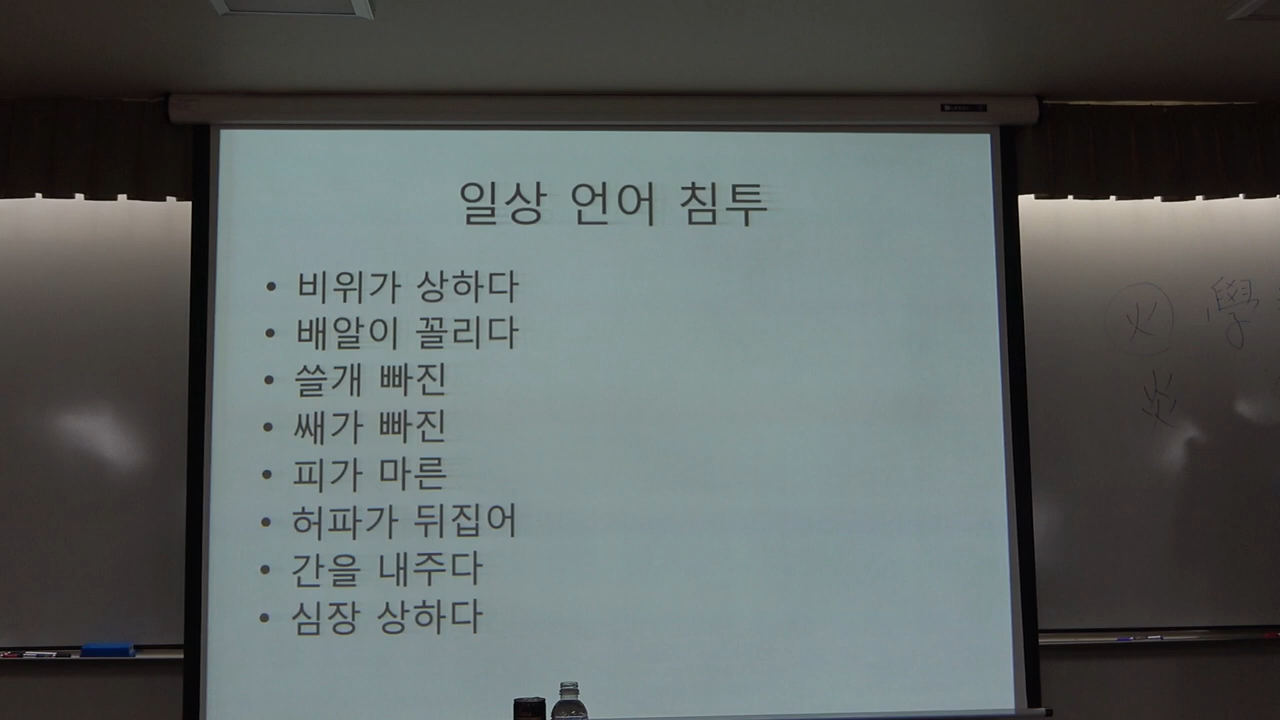 일상 언어 침투
• 비위가 상하다
• 배알이 꼴리다
• 쓸개 빠진
• 쌔가 빠진
• 피가 마른
• 허파가 뒤집어
• 간을 내주다
• 심장 상하다
火 學
炎